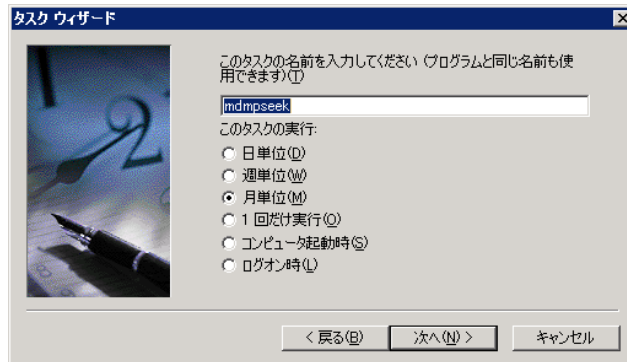 タスク ウィザード
このタスクの名前を入力してください (プログラムと同じ名前も使
用できます)(T)
mdmpseek
このタスクの実行:
日単位(D)
週単位(W)
月単位(M)
1 回だけ実行(O)
コンピュータ起動時(S)
ログオン時(L)
< 戻る(B) 次へ(N) > キャンセル